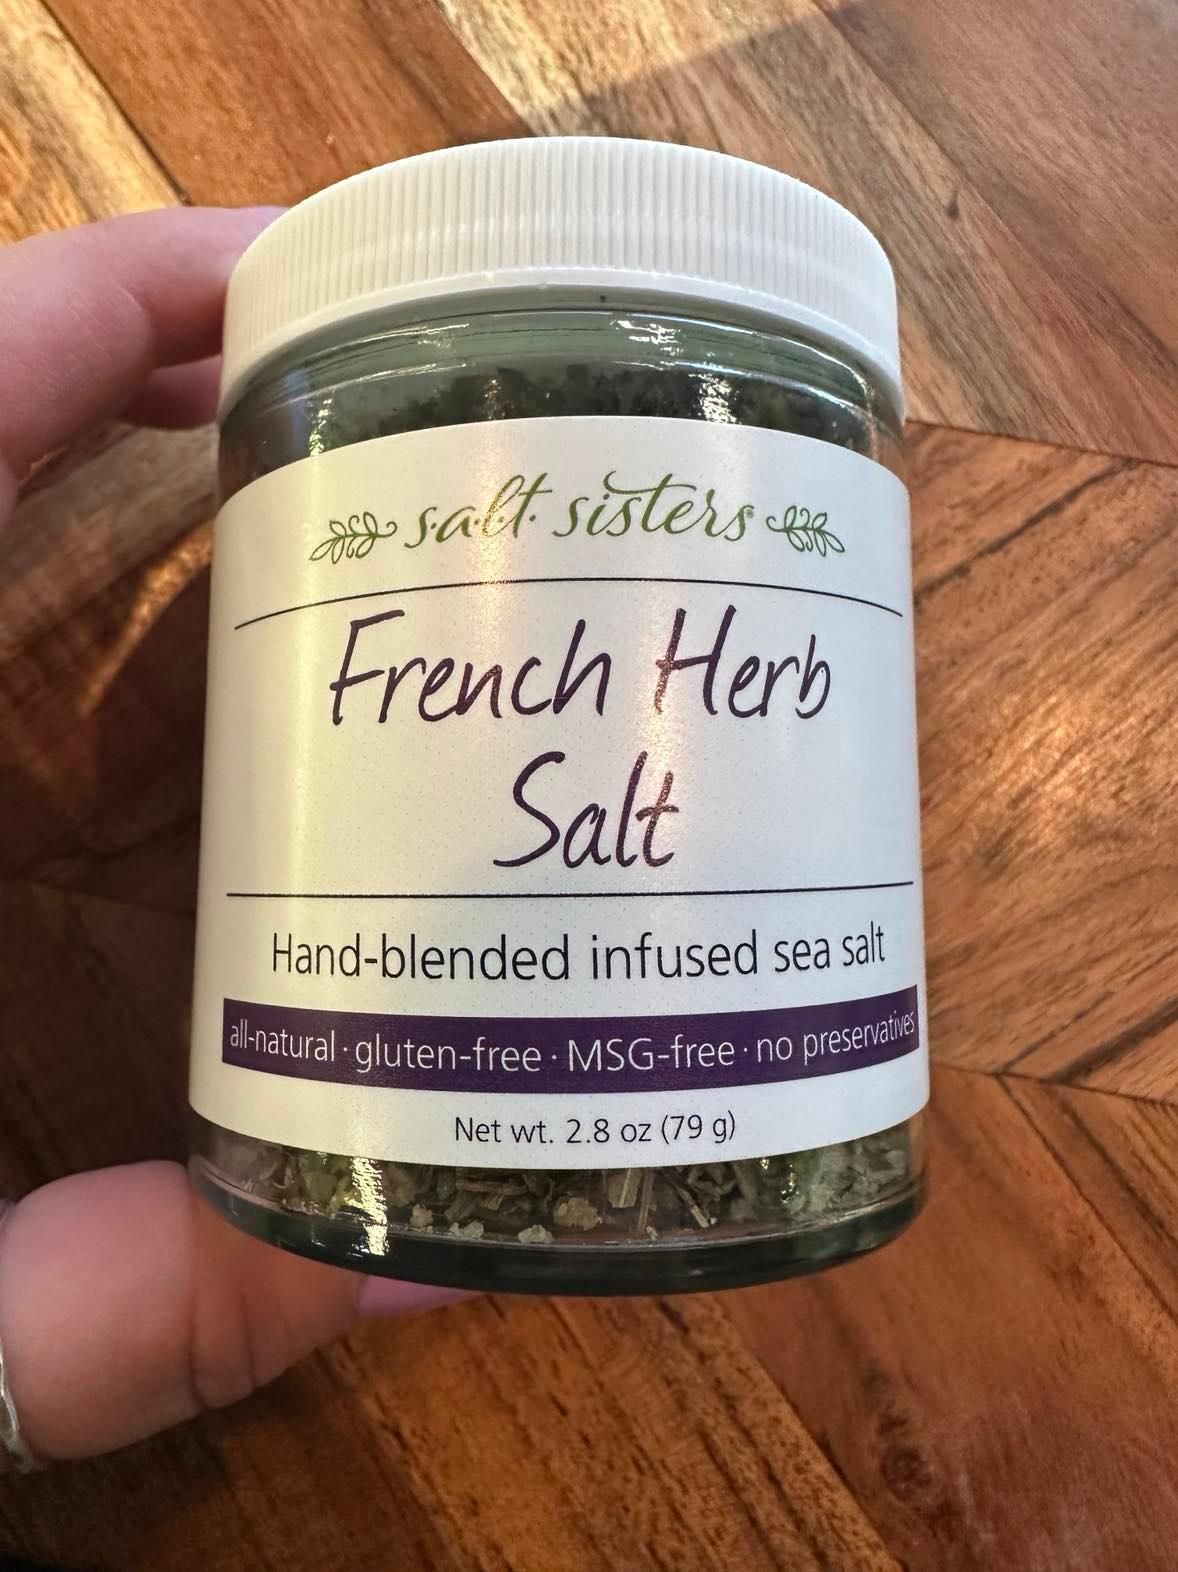 s·a·l·t· sisters®
French Herb
Salt
Hand-blended infused sea salt
all-natural · gluten-free · MSG-free · no preservatives
Net wt. 2.8 oz (79 g)